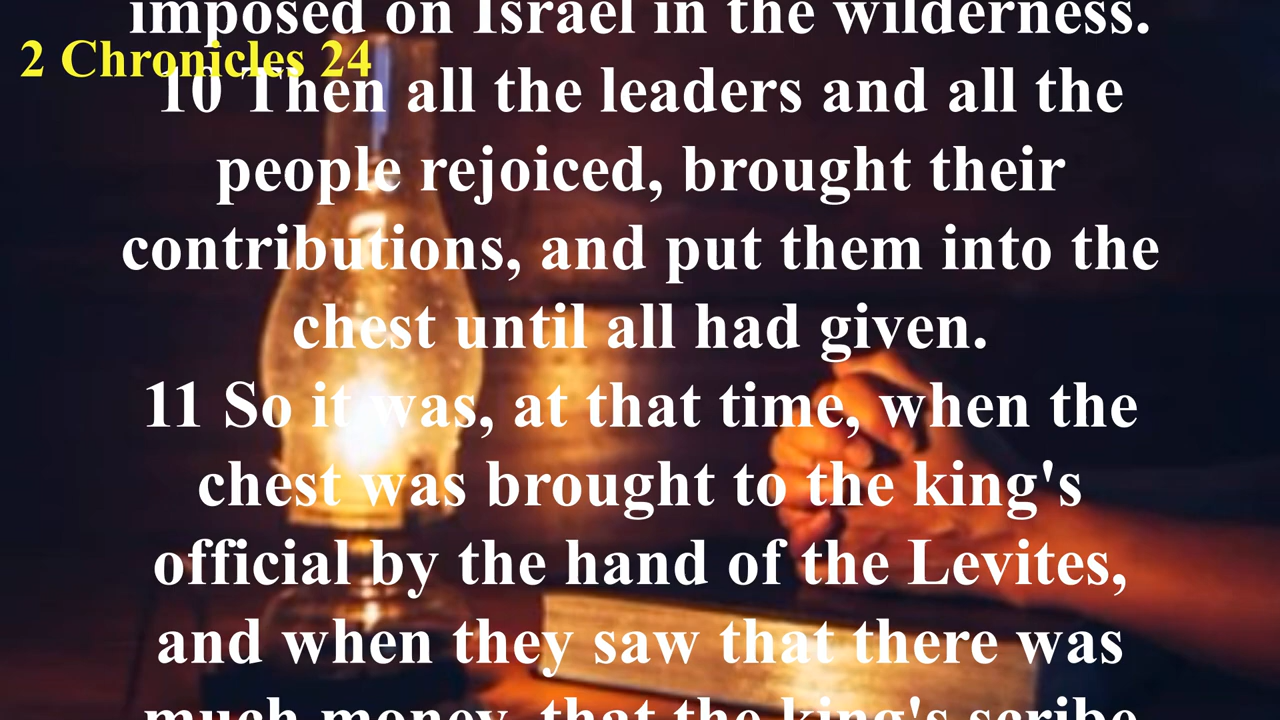 imposed on Israel in the wilderness.
2 Chronicles 24
10 Then all the leaders and all the
people rejoiced, brought their
contributions, and put them into the
chest until all had given.
11 So it was, at that time, when the
chest was brought to the king's
official by the hand of the Levites,
and when they saw that there was
much money, that the king's scribe